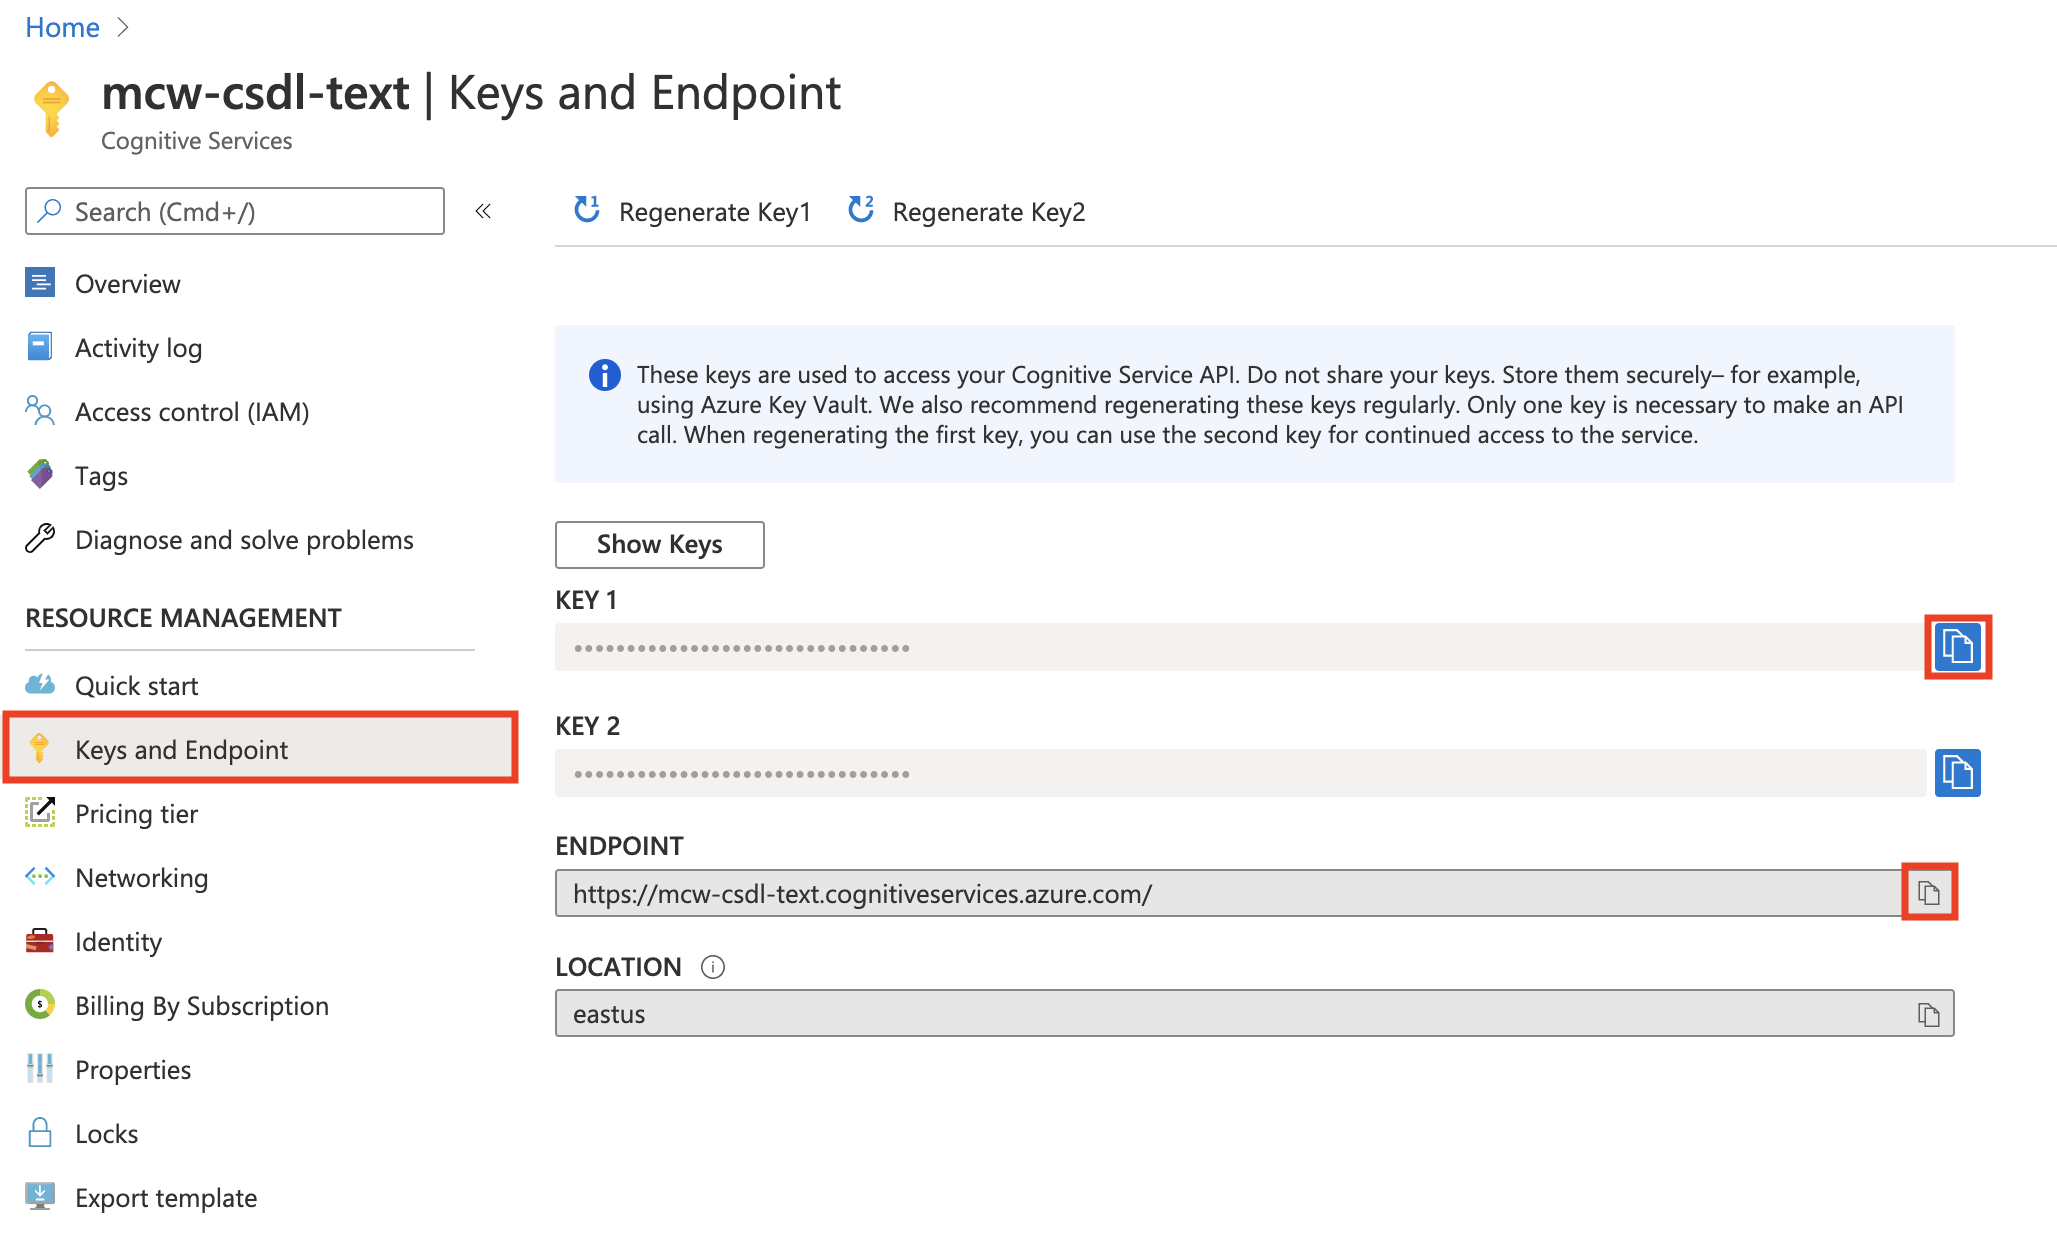 Home
mcw-csdl-text | Keys and Endpoint
Cognitive Services
Search (Cmd+/)
«
Overview
Activity log
Access control (IAM)
Tags
Diagnose and solve problems
RESOURCE MANAGEMENT
Quick start
Keys and Endpoint
Pricing tier
Networking
Identity
Billing By Subscription
Properties
Locks
Export template
1 Regenerate Key1
2 Regenerate Key2
These keys are used to access your Cognitive Service API. Do not share your keys. Store them securely– for example,
using Azure Key Vault. We also recommend regenerating these keys regularly. Only one key is necessary to make an API
call. When regenerating the first key, you can use the second key for continued access to the service.
Show Keys
KEY 1
••••••••••••••••••••••••••••••••
KEY 2
••••••••••••••••••••••••••••••••
ENDPOINT
https://mcw-csdl-text.cognitiveservices.azure.com/
LOCATION
eastus